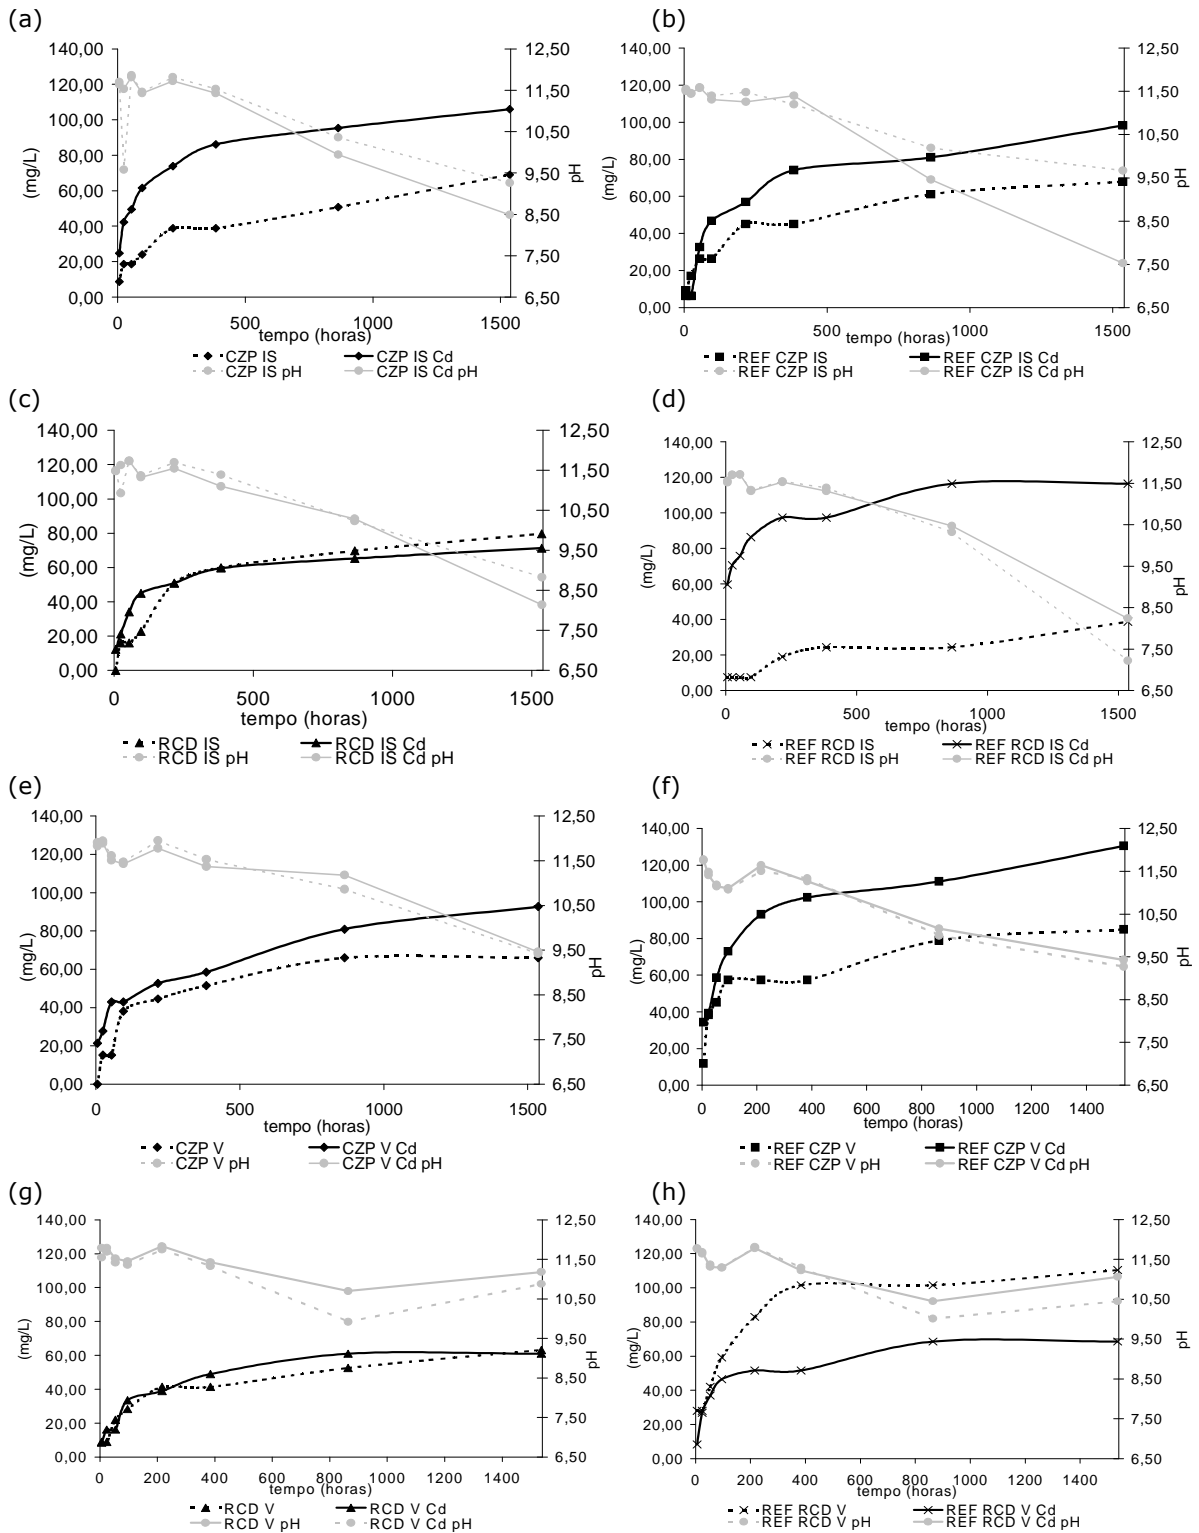 (a)
140,00
120,00
100,00
80,00
60,00
40,00
20,00
0,00
(mg/L)
12,50
11,50
10,50
9,50
8,50
7,50
6,50
pH
0 500 1000 1500
tempo (horas)
CZP IS CZP IS Cd
CZP IS pH CZP IS Cd pH
(b)
140,00
120,00
100,00
80,00
60,00
40,00
20,00
0,00
(mg/L)
12,50
11,50
10,50
9,50
8,50
7,50
6,50
pH
0 500 1000 1500
tempo (horas)
REF CZP IS REF CZP IS Cd
REF CZP IS pH REF CZP IS Cd pH
(c)
140,00
120,00
100,00
80,00
60,00
40,00
20,00
0,00
(mg/L)
12,50
11,50
10,50
9,50
8,50
7,50
6,50
pH
0 500 1000 1500
tempo (horas)
RCD IS RCD IS Cd
RCD IS pH RCD IS Cd pH
(d)
140,00
120,00
100,00
80,00
60,00
40,00
20,00
0,00
(mg/L)
12,50
11,50
10,50
9,50
8,50
7,50
6,50
pH
0 500 1000 1500
tempo (horas)
REF RCD IS REF RCD IS Cd
REF RCD IS pH REF RCD IS Cd pH
(e)
140,00
120,00
100,00
80,00
60,00
40,00
20,00
0,00
(mg/L)
12,50
11,50
10,50
9,50
8,50
7,50
6,50
pH
0 500 1000 1500
tempo (horas)
CZP V CZP V Cd
CZP V pH CZP V Cd pH
(f)
140,00
120,00
100,00
80,00
60,00
40,00
20,00
0,00
(mg/L)
12,50
11,50
10,50
9,50
8,50
7,50
6,50
pH
0 200 400 600 800 1000 1200 1400
tempo (horas)
REF CZP V REF CZP V Cd
REF CZP V pH REF CZP V Cd pH
(g)
140,00
120,00
100,00
80,00
60,00
40,00
20,00
0,00
(mg/L)
12,50
11,50
10,50
9,50
8,50
7,50
6,50
pH
0 200 400 600 800 1000 1200 1400
tempo (horas)
RCD V RCD V Cd
RCD V pH RCD V Cd pH
(h)
140,00
120,00
100,00
80,00
60,00
40,00
20,00
0,00
(mg/L)
12,50
11,50
10,50
9,50
8,50
7,50
6,50
pH
0 200 400 600 800 1000 1200 1400
tempo (horas)
REF RCD V REF RCD V Cd
REF RCD V pH REF RCD V Cd pH